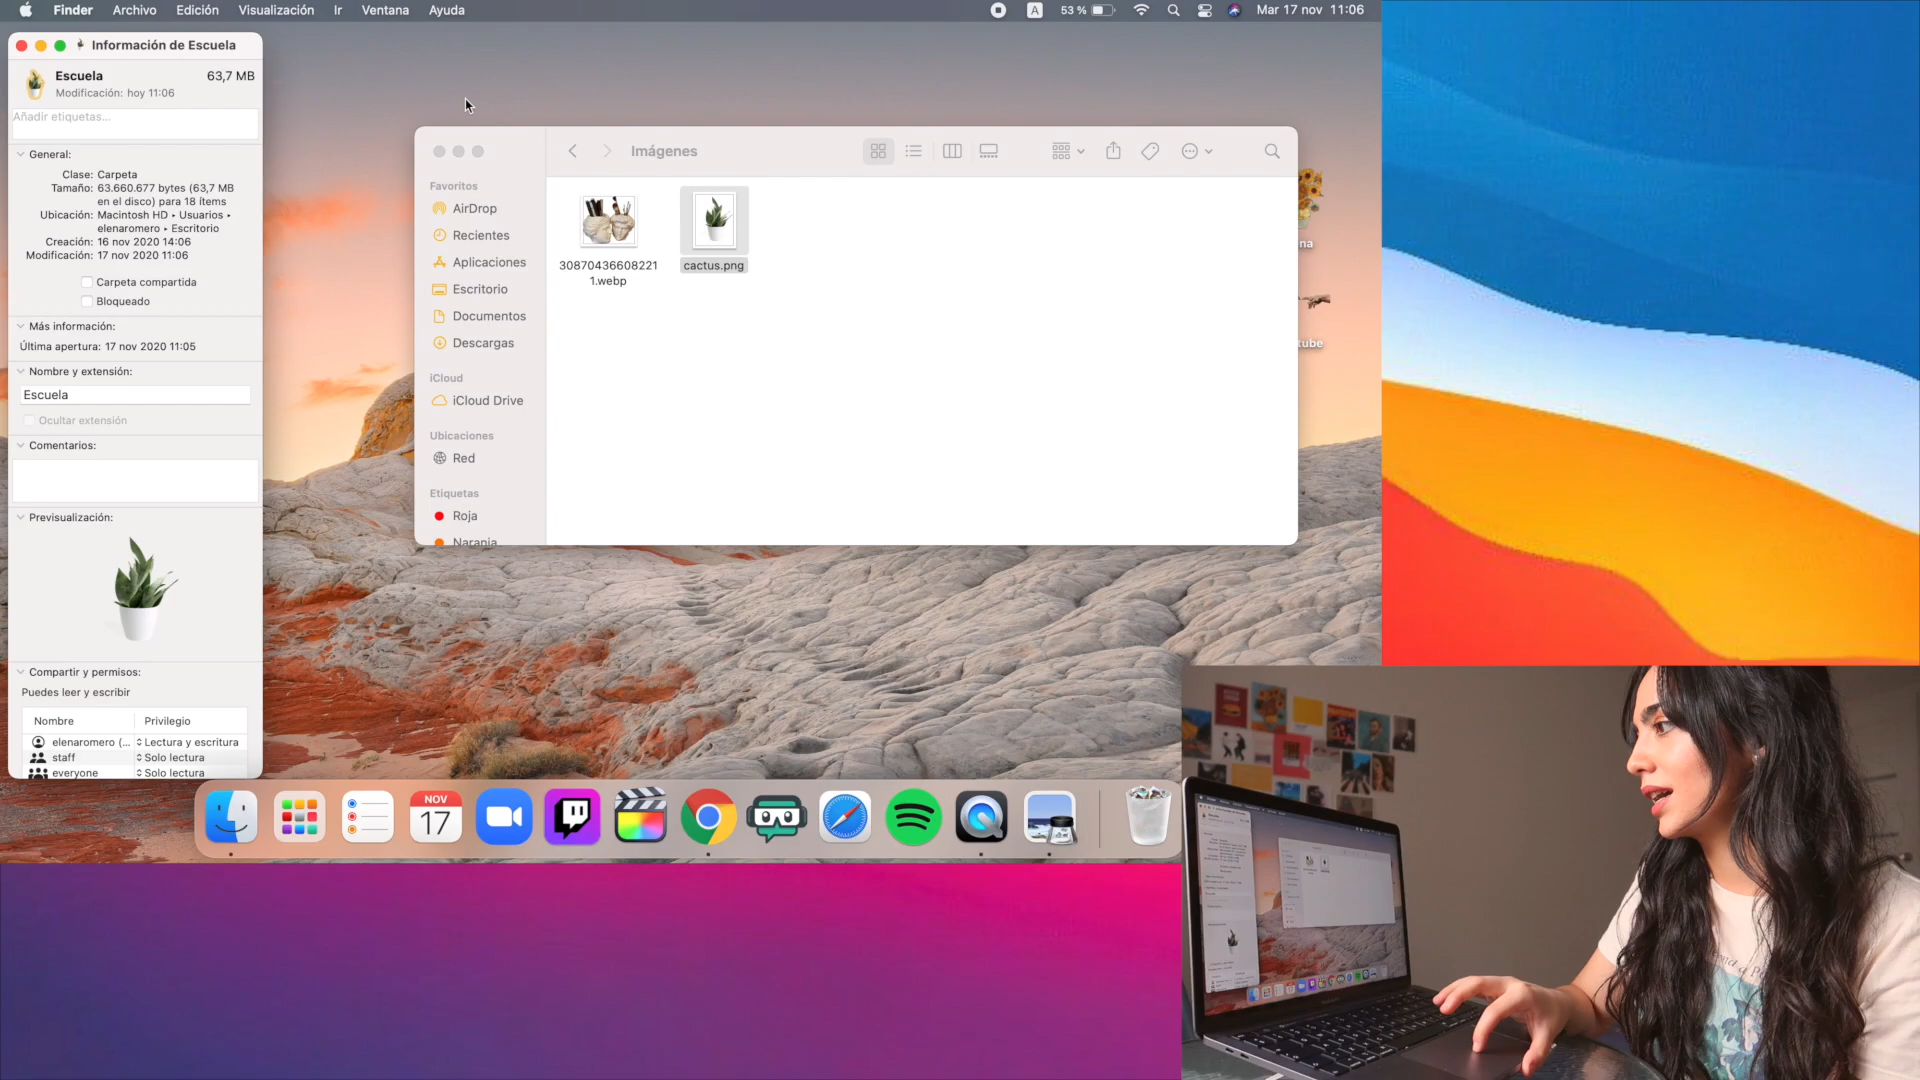 Finder Archivo Edición Visualización Ir Ventana Ayuda
A 53 % Mar 17 nov 11:06
Información de Escuela
Escuela 63,7 MB
Modificación: hoy 11:06
Añadir etiquetas...
General:
Clase: Carpeta
Tamaño: 63.660.677 bytes (63,7 MB
en el disco) para 18 ítems
Ubicación: Macintosh HD ▸ Usuarios ▸
elenaromero ▸ Escritorio
Creación: 16 nov 2020 14:06
Modificación: 17 nov 2020 11:06
Carpeta compartida
Bloqueado
Más información:
Última apertura: 17 nov 2020 11:05
Nombre y extensión:
Escuela
Ocultar extensión
Comentarios:
Previsualización:
Compartir y permisos:
Puedes leer y escribir
Nombre Privilegio
elenaromero (... Lectura y escritura
staff Solo lectura
everyone Solo lectura
Imágenes
Favoritos
AirDrop
Recientes
Aplicaciones
Escritorio
Documentos
Descargas
iCloud
iCloud Drive
Ubicaciones
Red
Etiquetas
Roja
Naranja
30870436608221
1.webp
cactus.png
na
tube
NOV
17